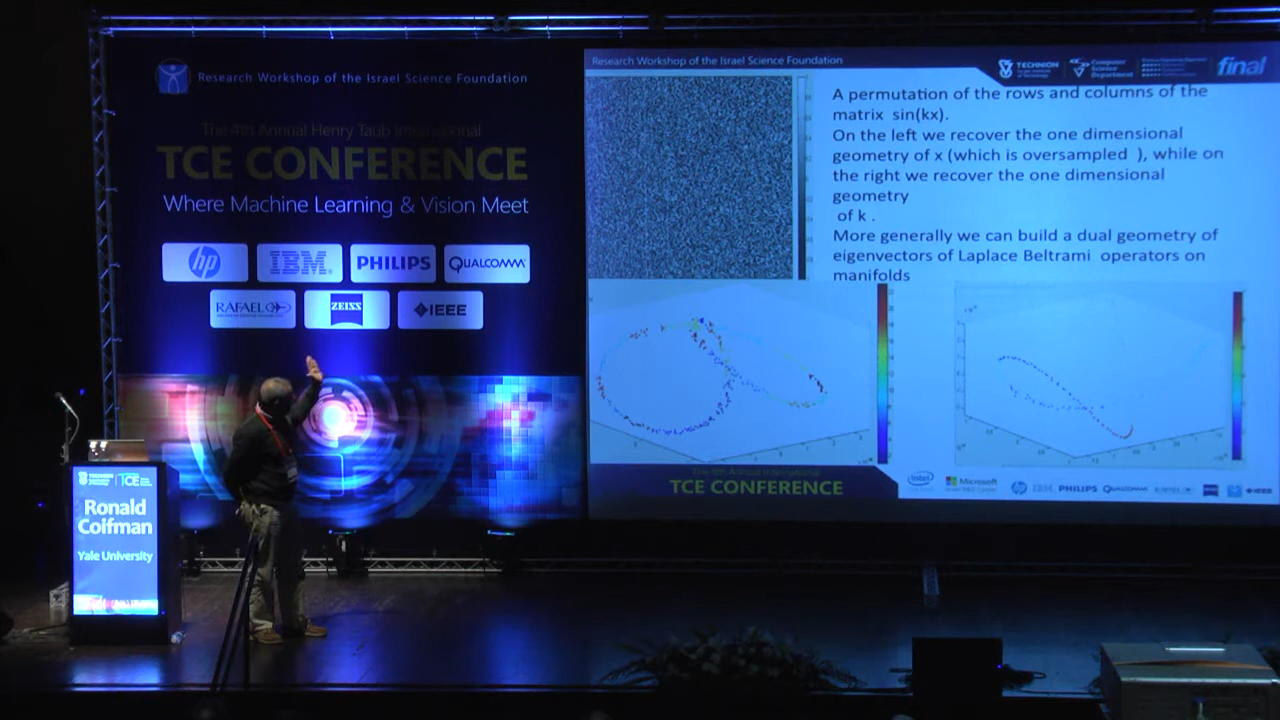 Research Workshop of the Israel Science Foundation
The 4th Annual Henry Taub International
TCE CONFERENCE
Where Machine Learning & Vision Meet
hp
IBM
PHILIPS
QUALCOMM
RAFAEL
ZEISS
IEEE
TECHNION
TCE
Ronald
Coifman
Yale University
Research Workshop of the Israel Science Foundation
TECHNION
Computer
Science
Department
final
A permutation of the rows and columns of the
matrix sin(kx).
On the left we recover the one dimensional
geometry of x (which is oversampled ), while on
the right we recover the one dimensional
geometry
of k .
More generally we can build a dual geometry of
eigenvectors of Laplace Beltrami operators on
manifolds
TCE CONFERENCE
intel
Microsoft
hp
IBM
PHILIPS
QUALCOMM
IEEE